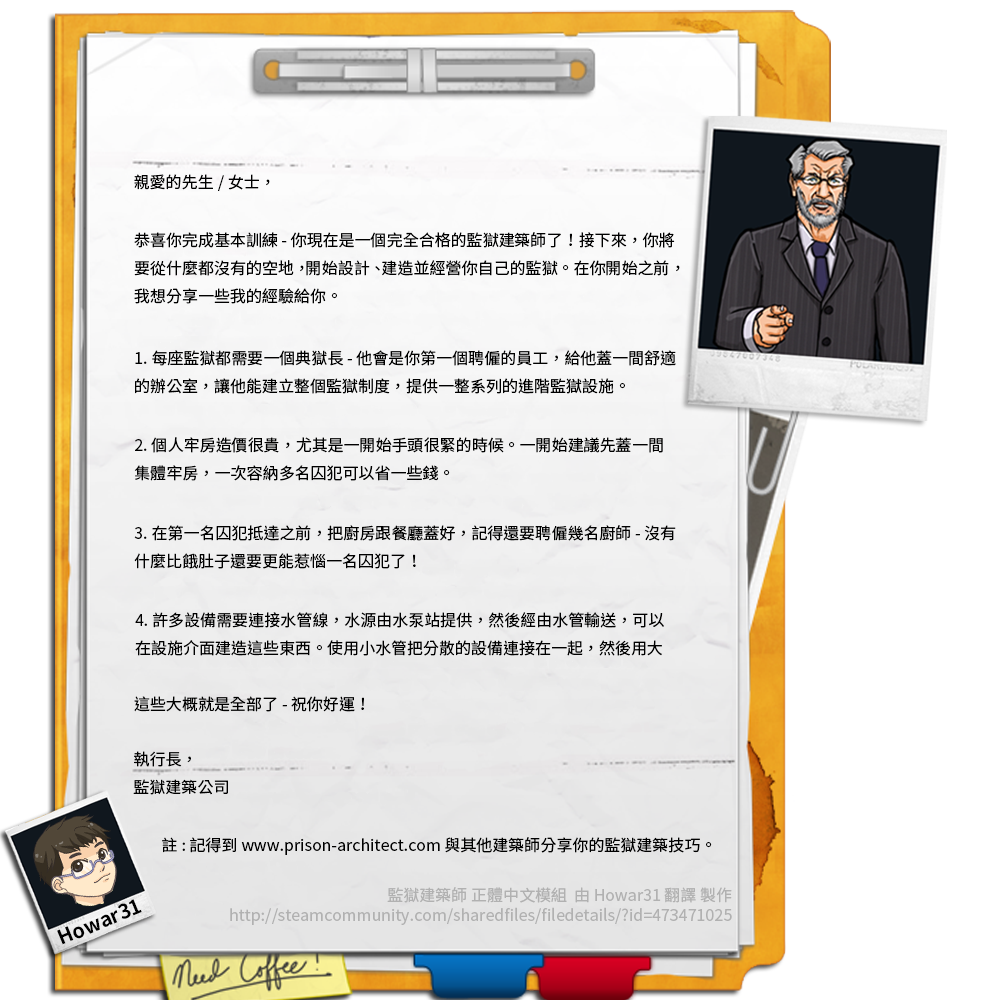 親愛的先生 / 女士，
恭喜你完成基本訓練 - 你現在是一個完全合格的監獄建築師了！接下來，你將
要從什麼都沒有的空地，開始設計、建造並經營你自己的監獄。在你開始之前，
我想分享一些我的經驗給你。
1. 每座監獄都需要一個典獄長 - 他會是你第一個聘僱的員工，給他蓋一間舒適
的辦公室，讓他能建立整個監獄制度，提供一整系列的進階監獄設施。
2. 個人牢房造價很貴，尤其是一開始手頭很緊的時候。一開始建議先蓋一間
集體牢房，一次容納多名囚犯可以省一些錢。
3. 在第一名囚犯抵達之前，把廚房跟餐廳蓋好，記得還要聘僱幾名廚師 - 沒有
什麼比餓肚子還要更能惹惱一名囚犯了！
4. 許多設備需要連接水管線，水源由水泵站提供，然後經由水管輸送，可以
在設施介面建造這些東西。使用小水管把分散的設備連接在一起，然後用大
這些大概就是全部了 - 祝你好運！
執行長，
監獄建築公司
註 : 記得到 www.prison-architect.com 與其他建築師分享你的監獄建築技巧。
監獄建築師 正體中文模組 由 Howar31 翻譯 製作
http://steamcommunity.com/sharedfiles/filedetails/?id=473471025
Howar31
Need Coffee!